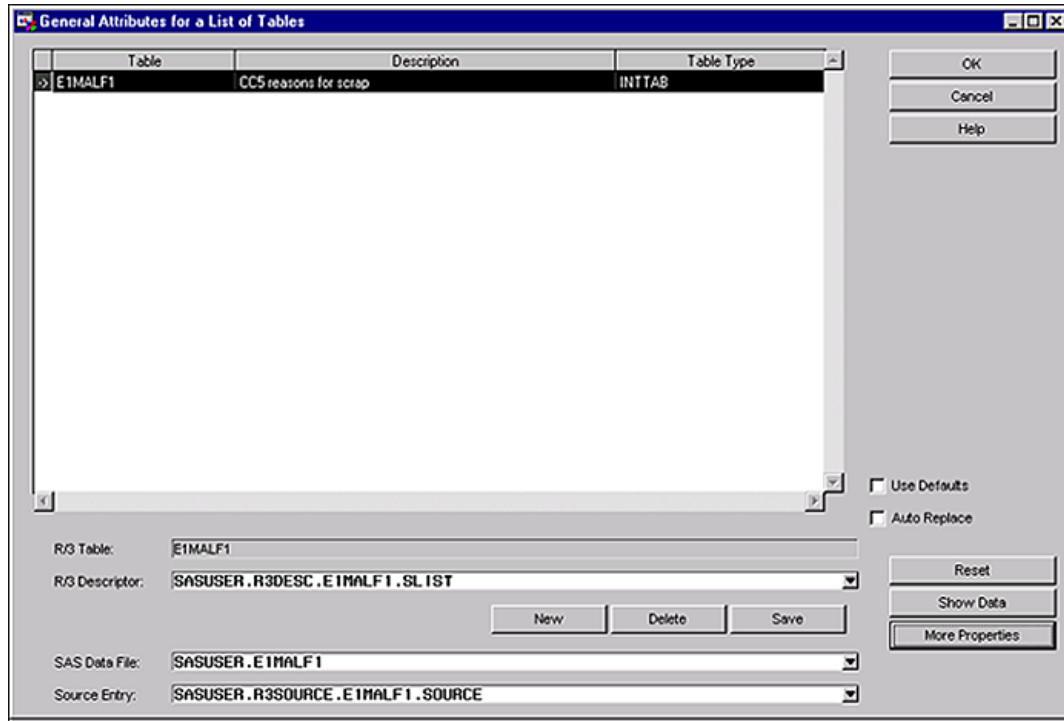 General Attributes for a List of Tables
Table Description Table Type
E1MALF1 CC5 reasons for scrap INTTAB
OK
Cancel
Help
Use Defaults
Auto Replace
R/3 Table: E1MALF1
R/3 Descriptor: SASUSER.R3DESC.E1MALF1.SLIST
New Delete Save
Reset
Show Data
More Properties
SAS Data File: SASUSER.E1MALF1
Source Entry: SASUSER.R3SOURCE.E1MALF1.SOURCE